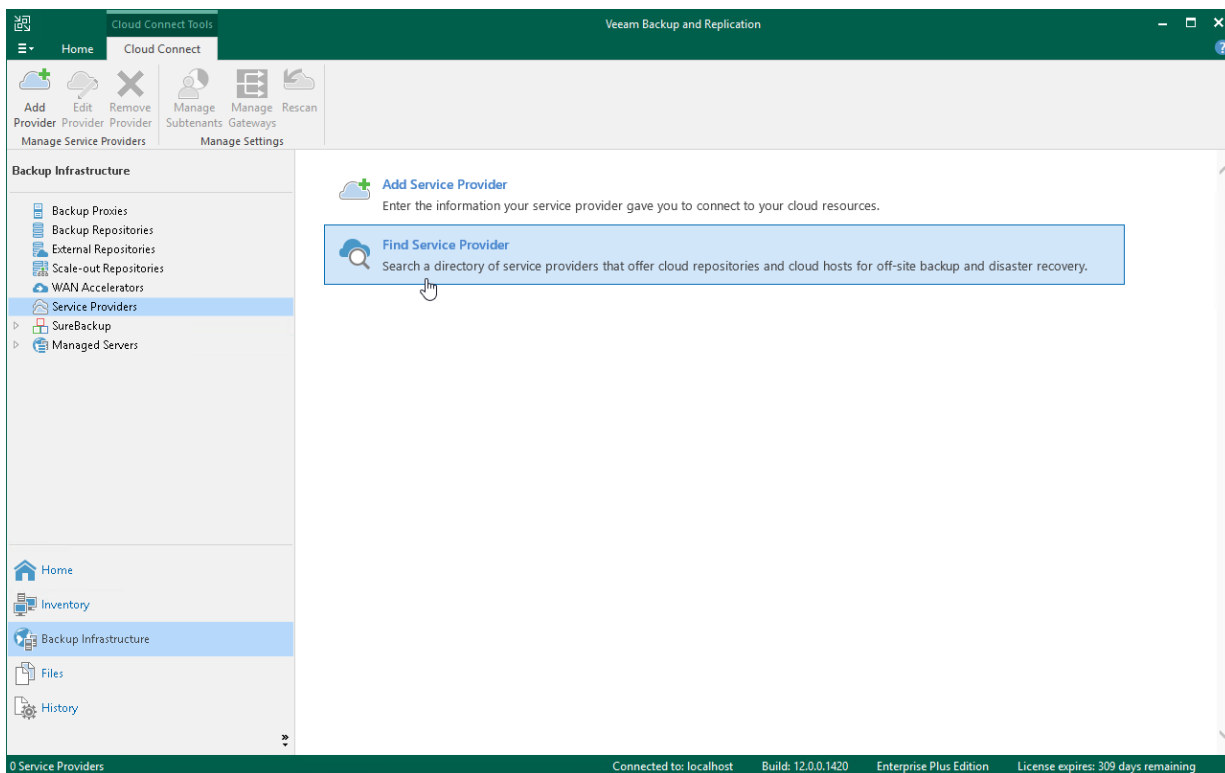 Cloud Connect Tools
Veeam Backup and Replication
Home
Cloud Connect
Add Provider
Edit Provider
Remove Provider
Manage Subtenants
Manage Gateways
Rescan
Manage Service Providers
Manage Settings
Backup Infrastructure
Backup Proxies
Backup Repositories
External Repositories
Scale-out Repositories
WAN Accelerators
Service Providers
SureBackup
Managed Servers
Add Service Provider
Enter the information your service provider gave you to connect to your cloud resources.
Find Service Provider
Search a directory of service providers that offer cloud repositories and cloud hosts for off-site backup and disaster recovery.
Home
Inventory
Backup Infrastructure
Files
History
0 Service Providers
Connected to: localhost
Build: 12.0.0.1420
Enterprise Plus Edition
License expires: 309 days remaining